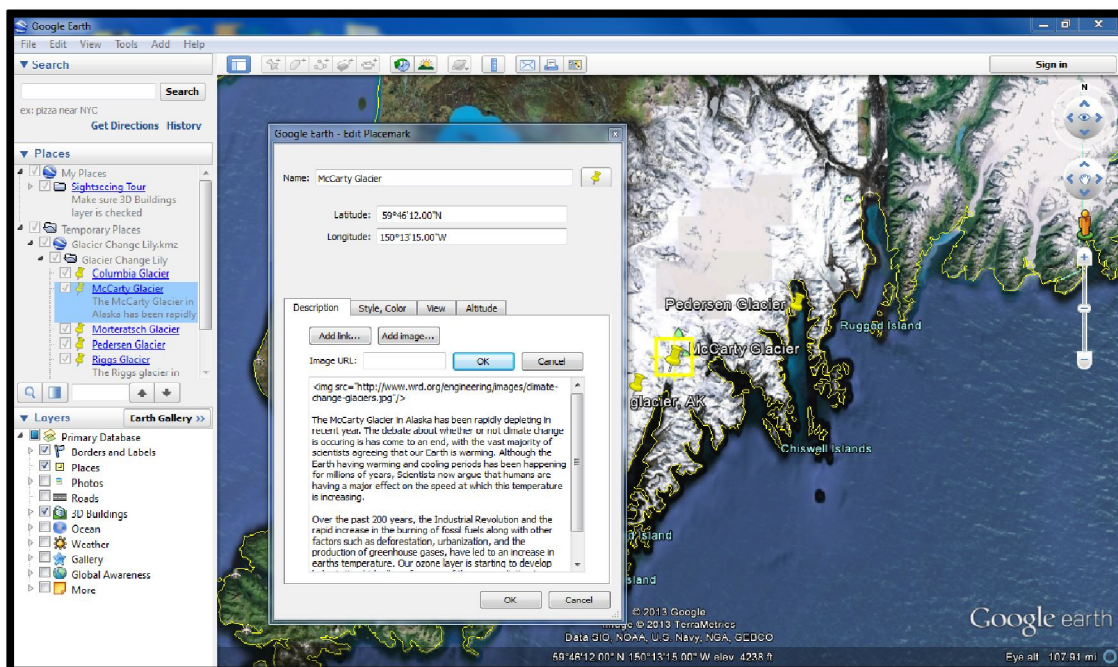 Google Earth
File Edit View Tools Add Help
Search
Search
ex: pizza near NYC
Get Directions History
Places
My Places
Sightseeing Tour
Make sure 3D Buildings
layer is checked
Temporary Places
Glacier Change Lily.kmz
Glacier Change Lily
Columbia Glacier
McCarty Glacier
The McCarty Glacier in
Alaska has been rapidly
Morteratsch Glacier
Pedersen Glacier
Riggs Glacier
The Riggs glacier in
Layers
Earth Gallery >>
Primary Database
Borders and Labels
Places
Photos
Roads
3D Buildings
Ocean
Weather
Gallery
Global Awareness
More
Sign in
Google Earth - Edit Placemark
Name: McCarty Glacier
Latitude: 59°46'12.00"N
Longitude: 150°13'15.00"W
Description Style, Color View Altitude
Add link... Add image...
Image URL: OK Cancel
<img src="http://www.wrd.org/engineering/images/climate-
change-glaciers.jpg"/>
The McCarty Glacier in Alaska has been rapidly depleting in
recent year. The debate about whether or not climate change
is occuring is has come to an end, with the vast majority of
scientists agreeing that our Earth is warming. Although the
Earth having warming and cooling periods has been happening
for millons of years, Scientists now argue that humans are
having a major effect on the speed at which this temperature
is increasing.
Over the past 200 years, the Industrial Revolution and the
rapid increase in the burning of fossil fuels along with other
factors such as deforestation, urbanization, and the
production of greenhouse gases, have led to an increase in
earths temperature. Our ozone layer is starting to develop
OK Cancel
N
Pedersen Glacier
Rugged Island
McCarty Glacier
glacier, AK
Chiswell Islands
Island
sland
© 2013 Google
Image © 2013 TerraMetrics
Data SIO, NOAA, U.S. Navy, NGA, GEBCO
Google earth
59°46'12.00" N 150°13'15.00" W elev 4238 ft
Eye alt 107.91 mi